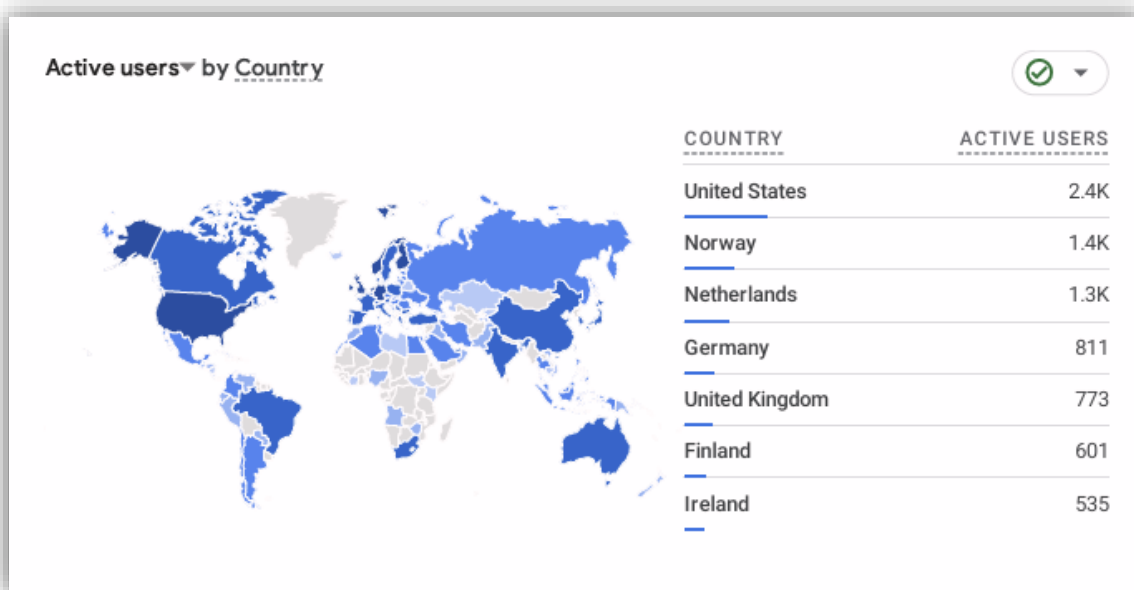 Active users by Country
COUNTRY ACTIVE USERS
United States 2.4K
Norway 1.4K
Netherlands 1.3K
Germany 811
United Kingdom 773
Finland 601
Ireland 535